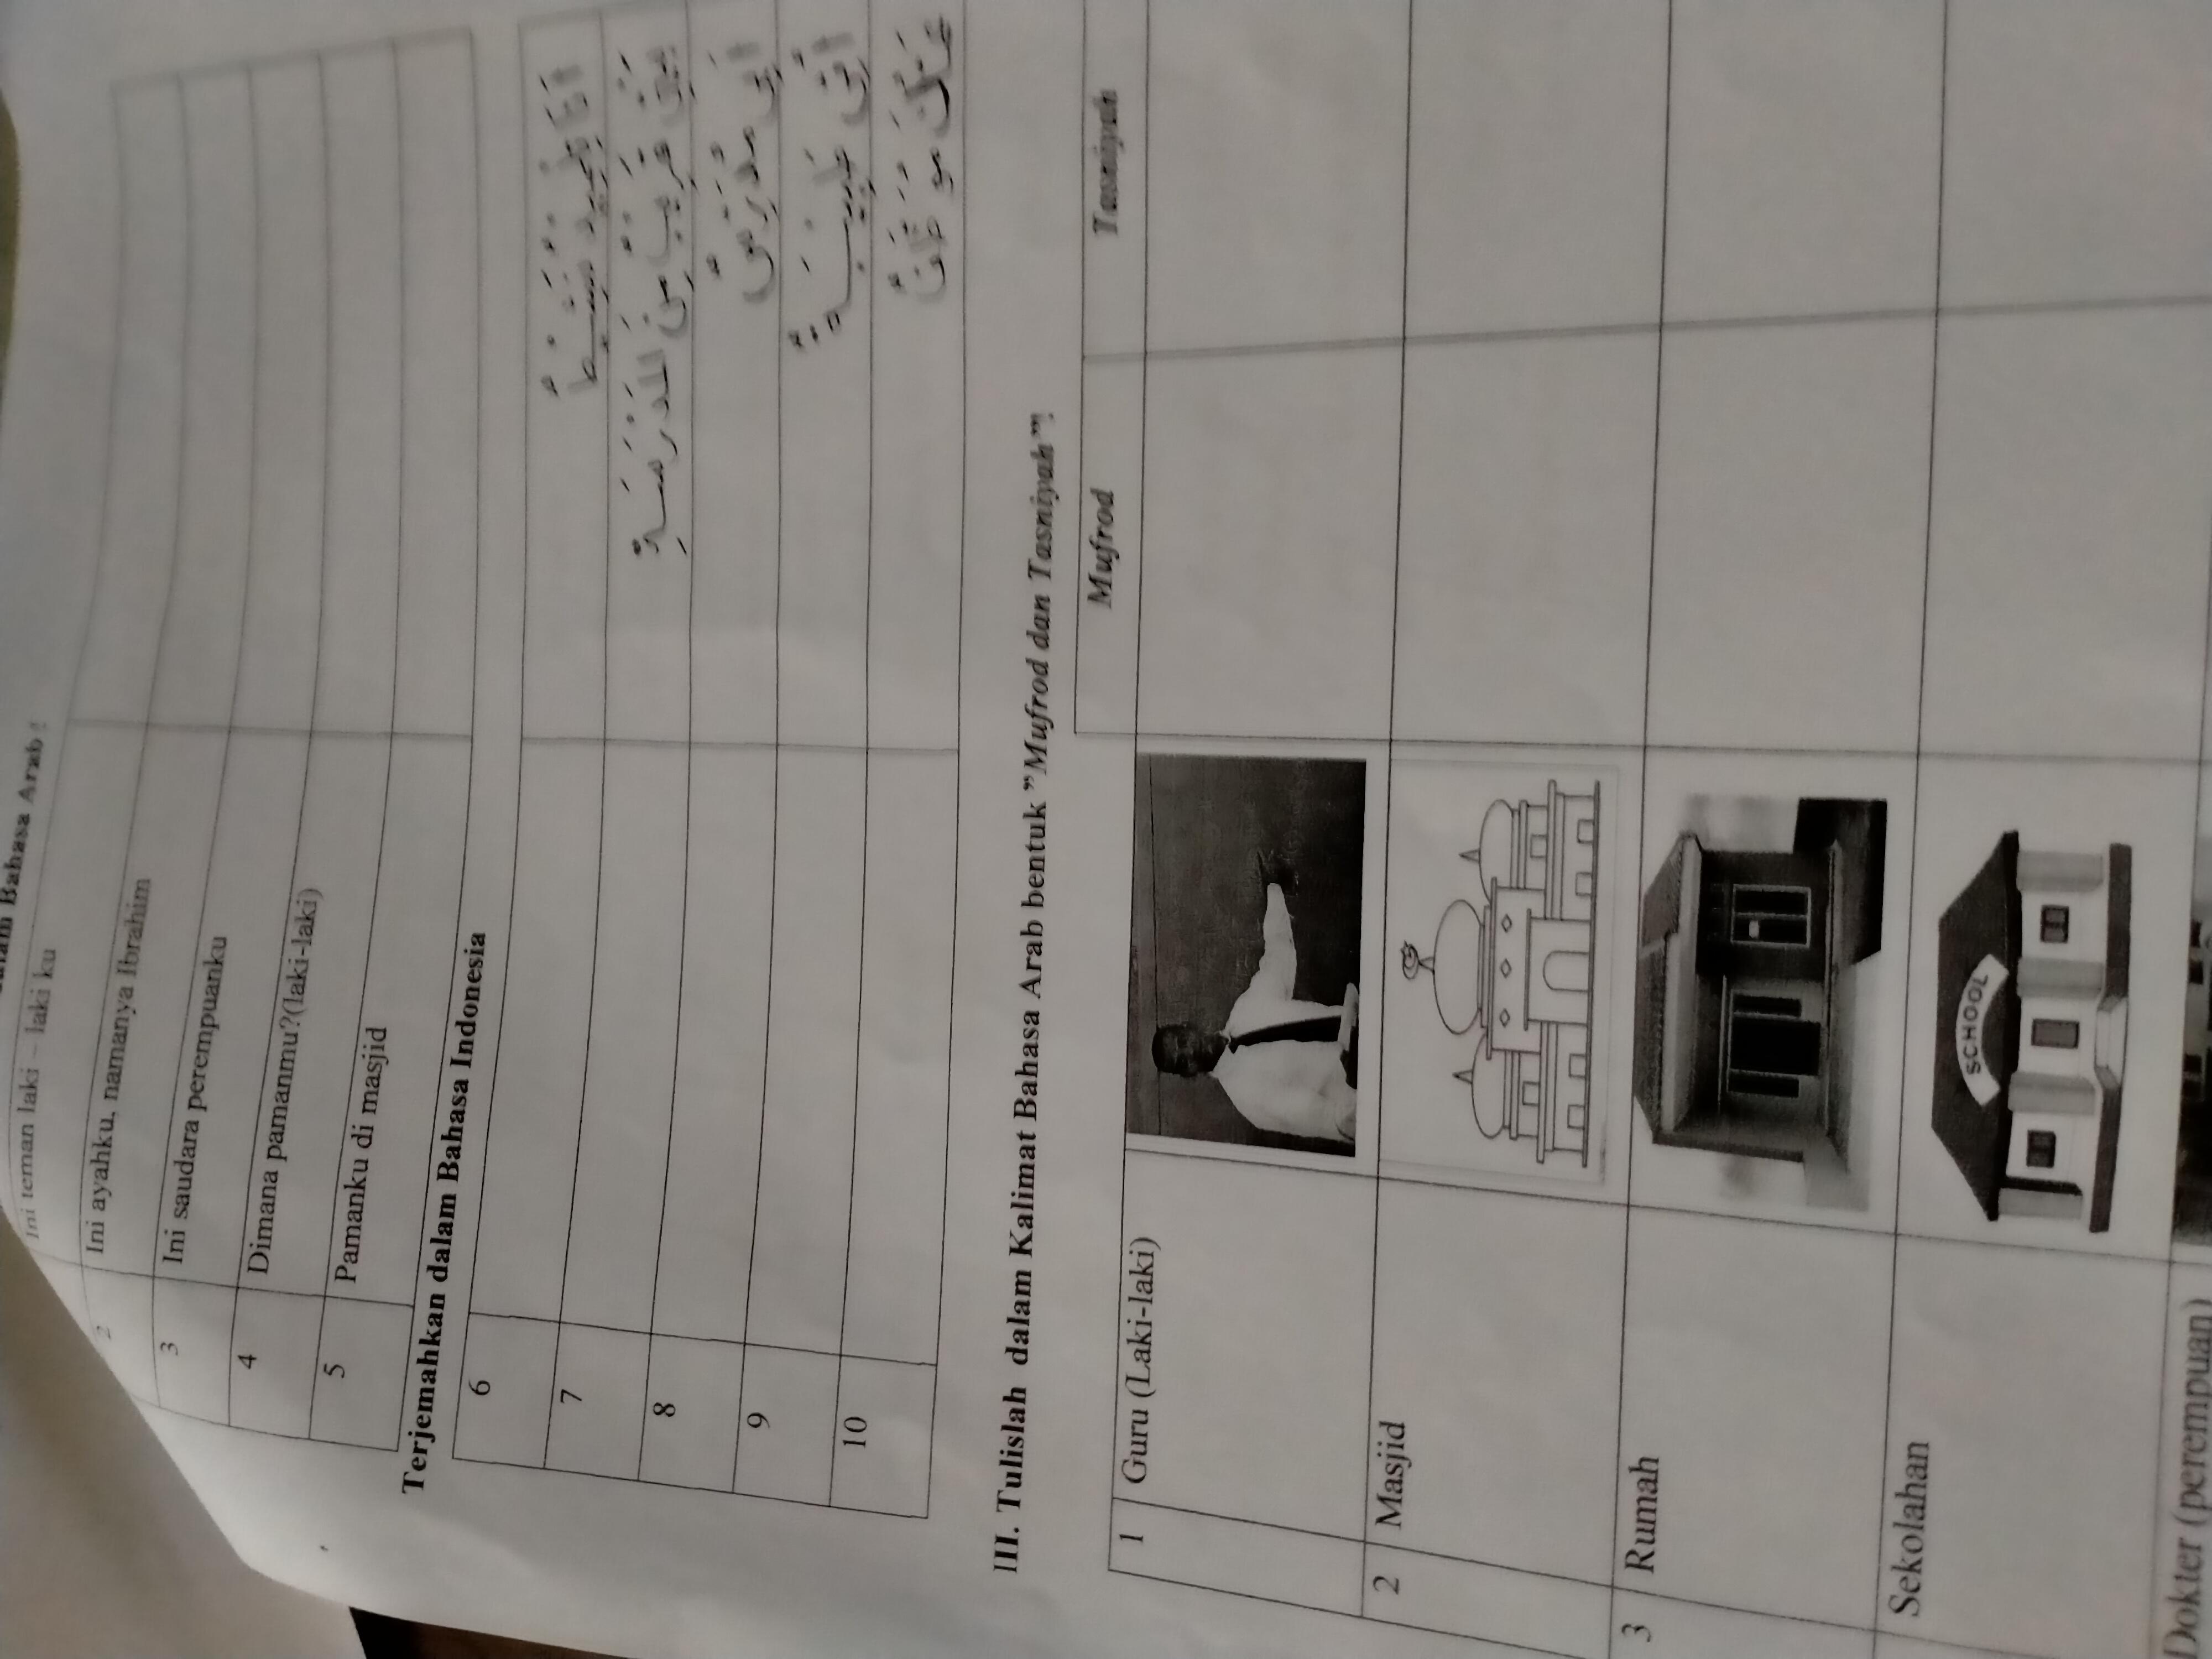 dalam Bahasa Arab !
Ini teman laki – laki ku
2 Ini ayahku, namanya Ibrahim
3 Ini saudara perempuanku
4 Dimana pamanmu?(laki-laki)
5 Pamanku di masjid
Terjemahkan dalam Bahasa Indonesia
6
7 بَيْتِيْ قَرِيْبٌ مِنَ المَدْرَسَةِ
8 أَبِي مُدَرِّسٌ
9 أُمِّي طَبِيْبَةٌ
10
III. Tulislah dalam Kalimat Bahasa Arab bentuk ”Mufrod dan Tasniyah”!
Mufrod Tasniyah
1 Guru (Laki-laki)
2 Masjid
3 Rumah
Sekolahan
SCHOOL
Dokter (perempuan)